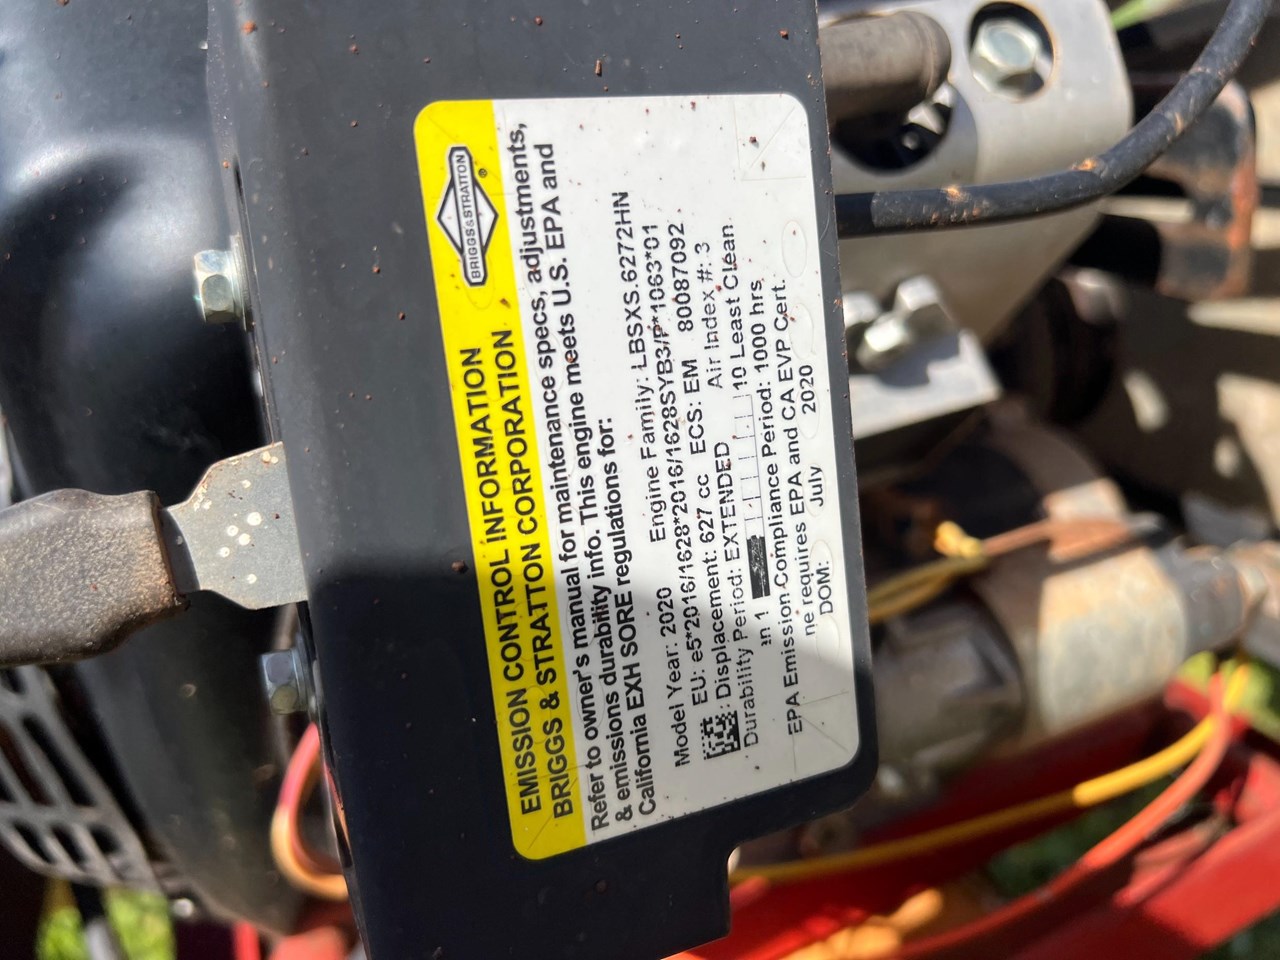 BRIGGS&STRATTON
®
EMISSION CONTROL INFORMATION
BRIGGS & STRATTON CORPORATION
Refer to owner's manual for maintenance specs, adjustments,
& emissions durability info. This engine meets U.S. EPA and
California EXH SORE regulations for:
Model Year: 2020 Engine Family: LBSXS.6272HN
EU: e5*2016/1628*2016/1628SYB3/P*1063*01
: Displacement: 627 cc ECS: EM 80087092
Durability Period: EXTENDED Air Index #: 3
1 10 Least Clean
EPA Emission Compliance Period: 1000 hrs
requires EPA and CA EVP Cert.
DOM: July 2020